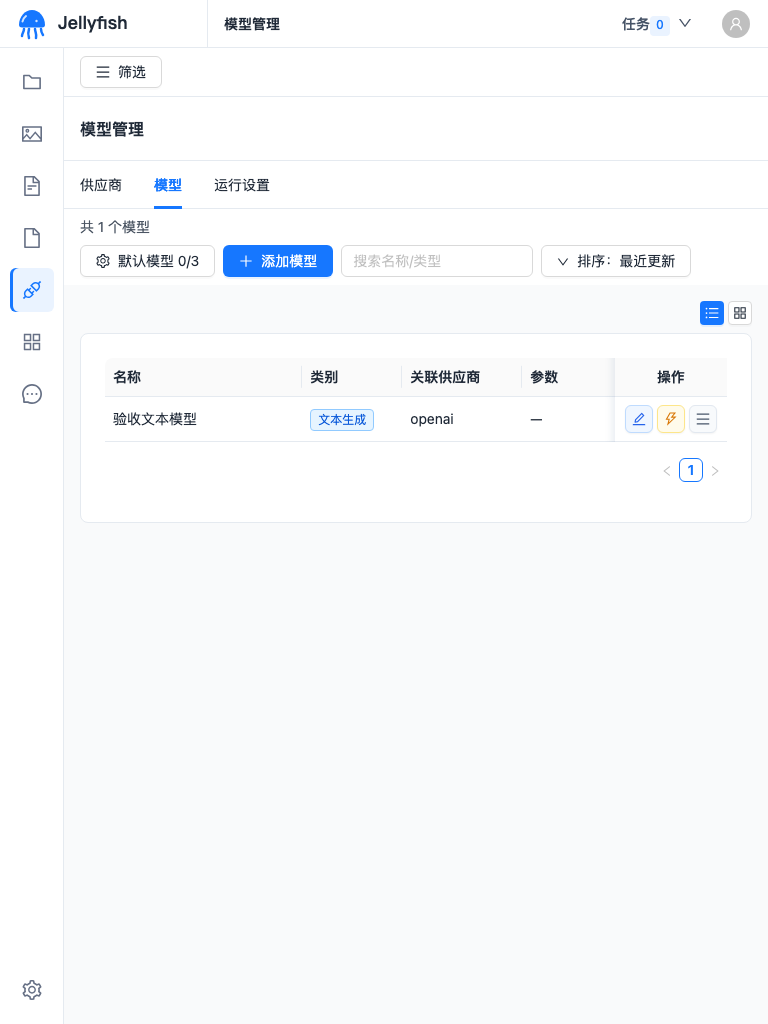 Jellyfish
模型管理
任务 0
筛选
模型管理
供应商 模型 运行设置
共 1 个模型
默认模型 0/3 添加模型 搜索名称/类型 排序：最近更新
名称 类别 关联供应商 参数 操作
验收文本模型 文本生成 openai —
1